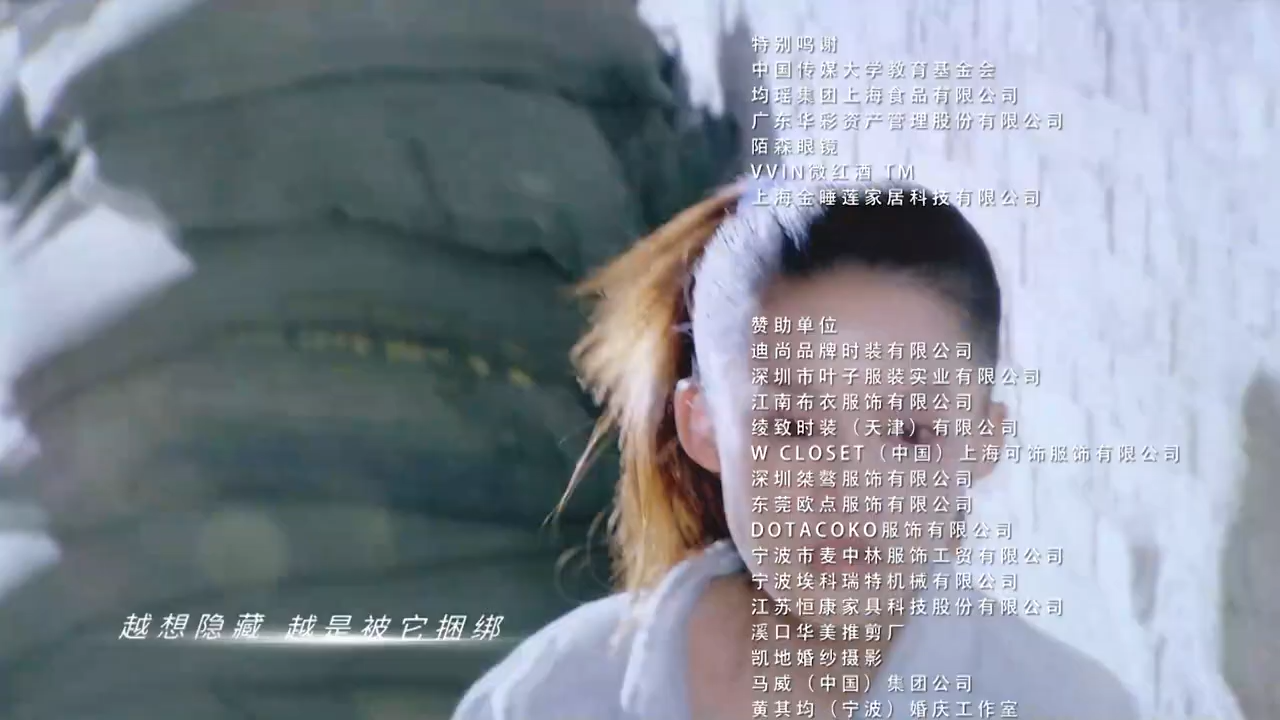 特别鸣谢
中国传媒大学教育基金会
均瑶集团上海食品有限公司
广东华彩资产管理股份有限公司
陌森眼镜
VVIN微红酒 TM
上海金睡莲家居科技有限公司
赞助单位
迪尚品牌时装有限公司
深圳市叶子服装实业有限公司
江南布衣服饰有限公司
绫致时装（天津）有限公司
W CLOSET（中国）上海可饰服饰有限公司
深圳桀骜服饰有限公司
东莞欧点服饰有限公司
DOTACOKO服饰有限公司
宁波市麦中林服饰工贸有限公司
宁波埃科瑞特机械有限公司
江苏恒康家具科技股份有限公司
溪口华美推剪厂
凯地婚纱摄影
马威（中国）集团公司
黄其均（宁波）婚庆工作室
越想隐藏 越是被它捆绑